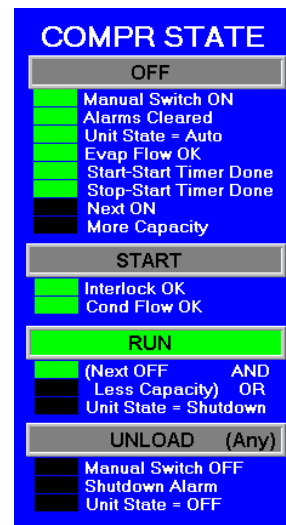 COMPR STATE
OFF
Manual Switch ON
Alarms Cleared
Unit State = Auto
Evap Flow OK
Start-Start Timer Done
Stop-Start Timer Done
Next ON
More Capacity
START
Interlock OK
Cond Flow OK
RUN
(Next OFF AND
Less Capacity) OR
Unit State = Shutdown
UNLOAD (Any)
Manual Switch OFF
Shutdown Alarm
Unit State = OFF